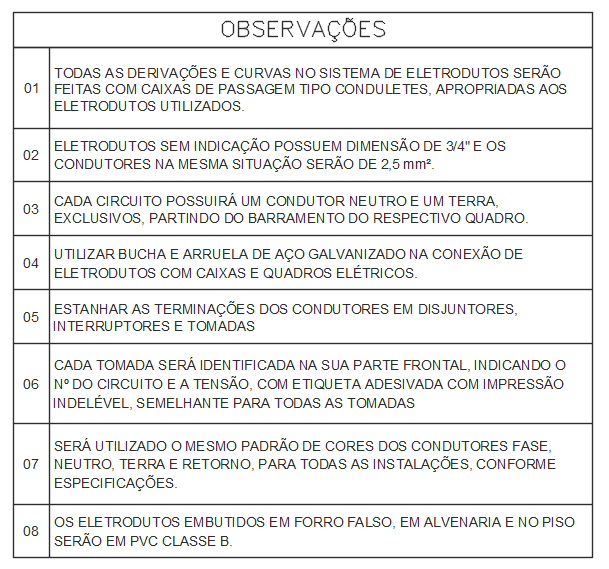 OBSERVAÇÕES
01
TODAS AS DERIVAÇÕES E CURVAS NO SISTEMA DE ELETRODUTOS SERÃO
FEITAS COM CAIXAS DE PASSAGEM TIPO CONDULETES, APROPRIADAS AOS
ELETRODUTOS UTILIZADOS.
02
ELETRODUTOS SEM INDICAÇÃO POSSUEM DIMENSÃO DE 3/4" E OS
CONDUTORES NA MESMA SITUAÇÃO SERÃO DE 2,5 mm².
03
CADA CIRCUITO POSSUIRÁ UM CONDUTOR NEUTRO E UM TERRA,
EXCLUSIVOS, PARTINDO DO BARRAMENTO DO RESPECTIVO QUADRO.
04
UTILIZAR BUCHA E ARRUELA DE AÇO GALVANIZADO NA CONEXÃO DE
ELETRODUTOS COM CAIXAS E QUADROS ELÉTRICOS.
05
ESTANHAR AS TERMINAÇÕES DOS CONDUTORES EM DISJUNTORES,
INTERRUPTORES E TOMADAS
06
CADA TOMADA SERÁ IDENTIFICADA NA SUA PARTE FRONTAL, INDICANDO O
Nº DO CIRCUITO E A TENSÃO, COM ETIQUETA ADESIVADA COM IMPRESSÃO
INDELÉVEL, SEMELHANTE PARA TODAS AS TOMADAS
07
SERÁ UTILIZADO O MESMO PADRÃO DE CORES DOS CONDUTORES FASE,
NEUTRO, TERRA E RETORNO, PARA TODAS AS INSTALAÇÕES, CONFORME
ESPECIFICAÇÕES.
08
OS ELETRODUTOS EMBUTIDOS EM FORRO FALSO, EM ALVENARIA E NO PISO
SERÃO EM PVC CLASSE B.